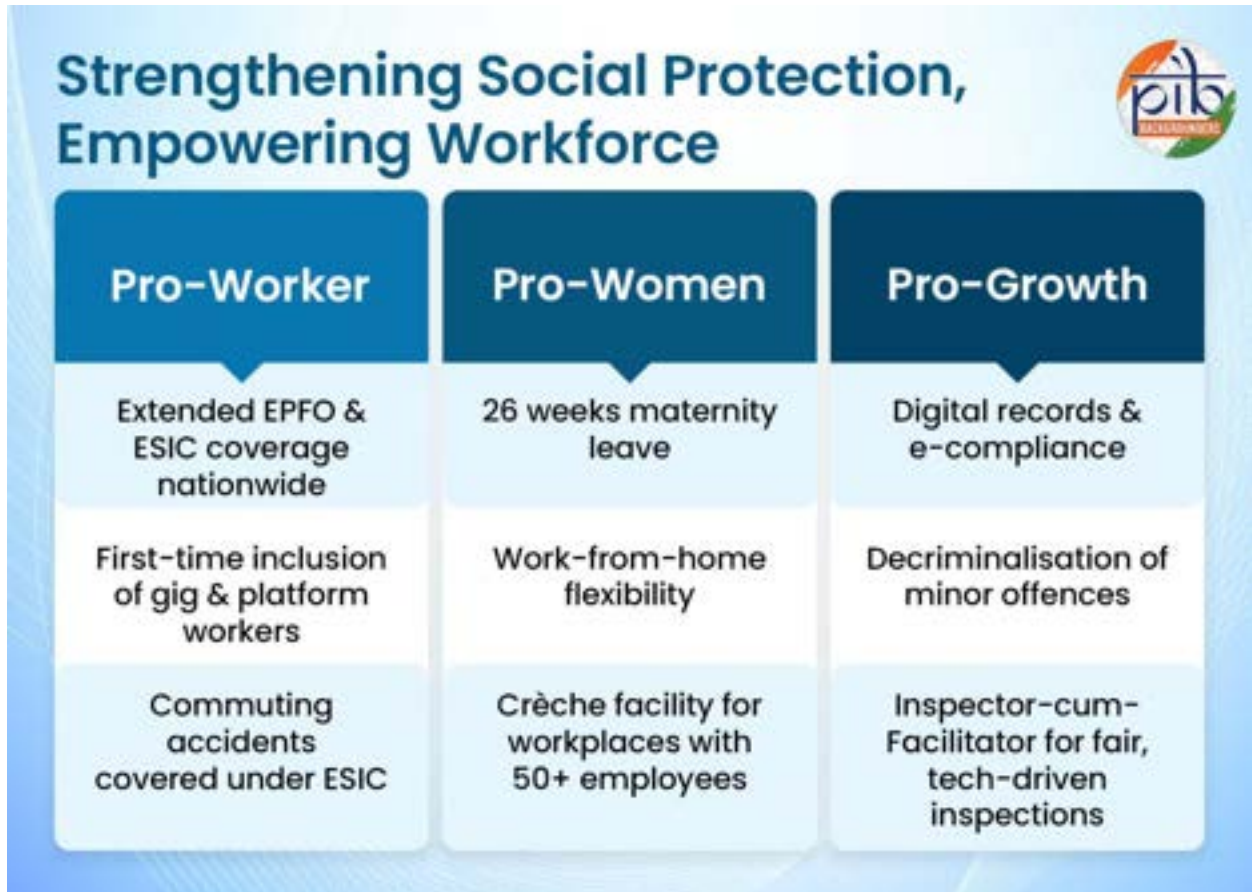 Strengthening Social Protection,
Empowering Workforce
pib
BACKGROUNDERS
Pro-Worker
Extended EPFO &
ESIC coverage
nationwide
First-time inclusion
of gig & platform
workers
Commuting
accidents
covered under ESIC
Pro-Women
26 weeks maternity
leave
Work-from-home
flexibility
Crèche facility for
workplaces with
50+ employees
Pro-Growth
Digital records &
e-compliance
Decriminalisation of
minor offences
Inspector-cum-
Facilitator for fair,
tech-driven
inspections